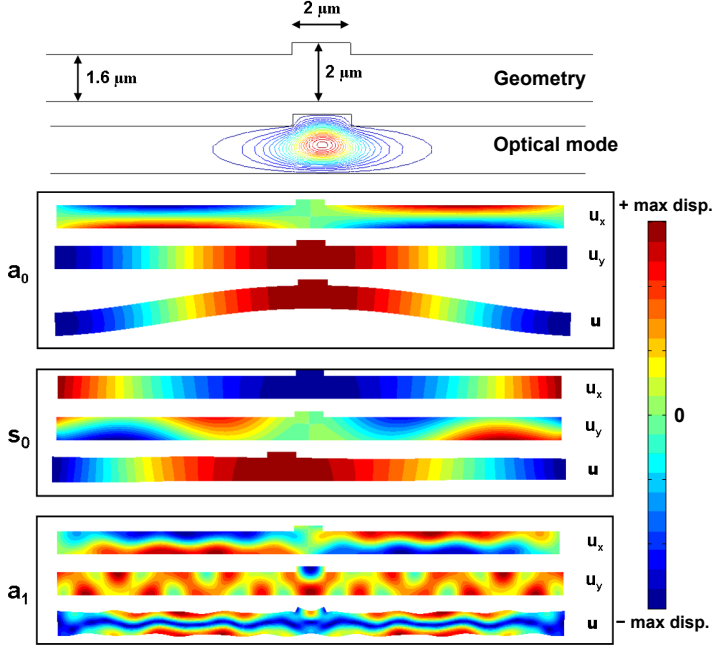 2 μm
1.6 μm
2 μm
Geometry
Optical mode
+ max disp.
a0
ux
uy
u
s0
ux
uy
u
0
a1
ux
uy
u
− max disp.